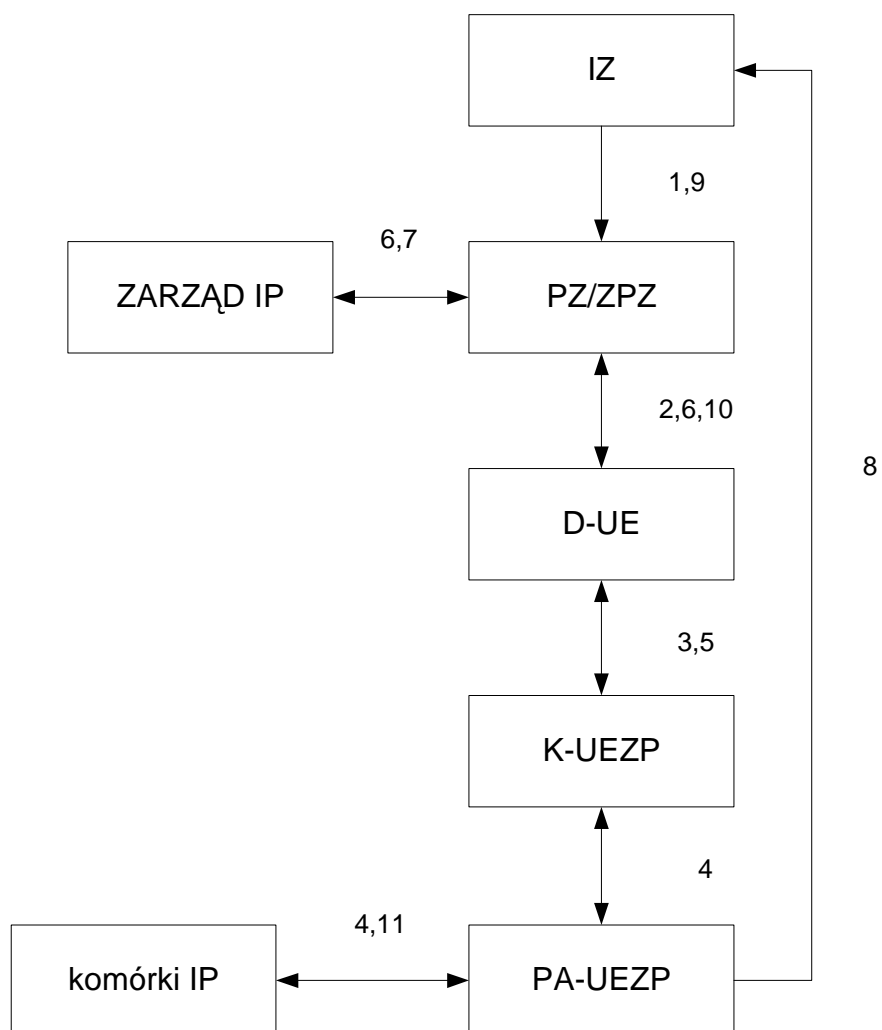 IZ
1,9
6,7
ZARZĄD IP
PZ/ZPZ
2,6,10
8
D-UE
3,5
K-UEZP
4
4,11
komórki IP
PA-UEZP